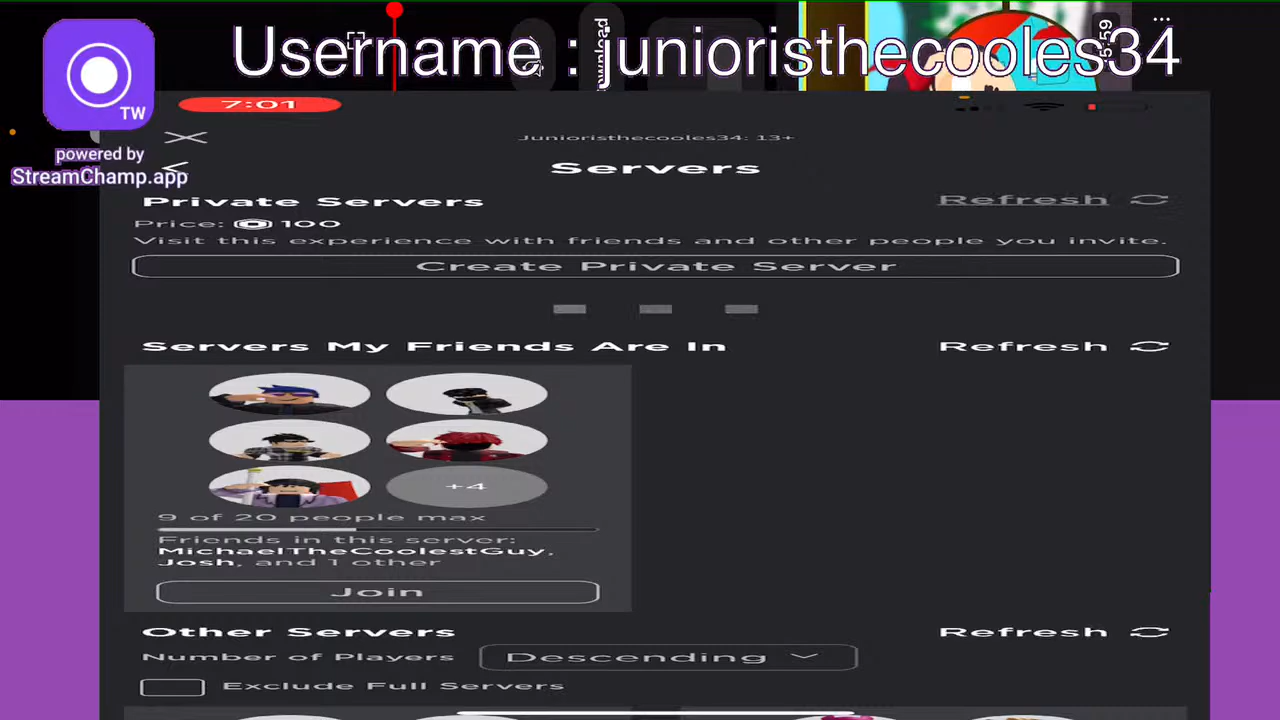 Username : junioristhecooles34
ownload
5:59
TW
powered by
StreamChamp.app
7:01
Junioristhecooles34: 13+
Servers
Private Servers
Refresh
Price: 100
Visit this experience with friends and other people you invite.
Create Private Server
Servers My Friends Are In
Refresh
+4
9 of 20 people max
Friends in this server:
MichaelTheCoolestGuy,
Josh, and 1 other
Join
Other Servers
Refresh
Number of Players
Descending
Exclude Full Servers